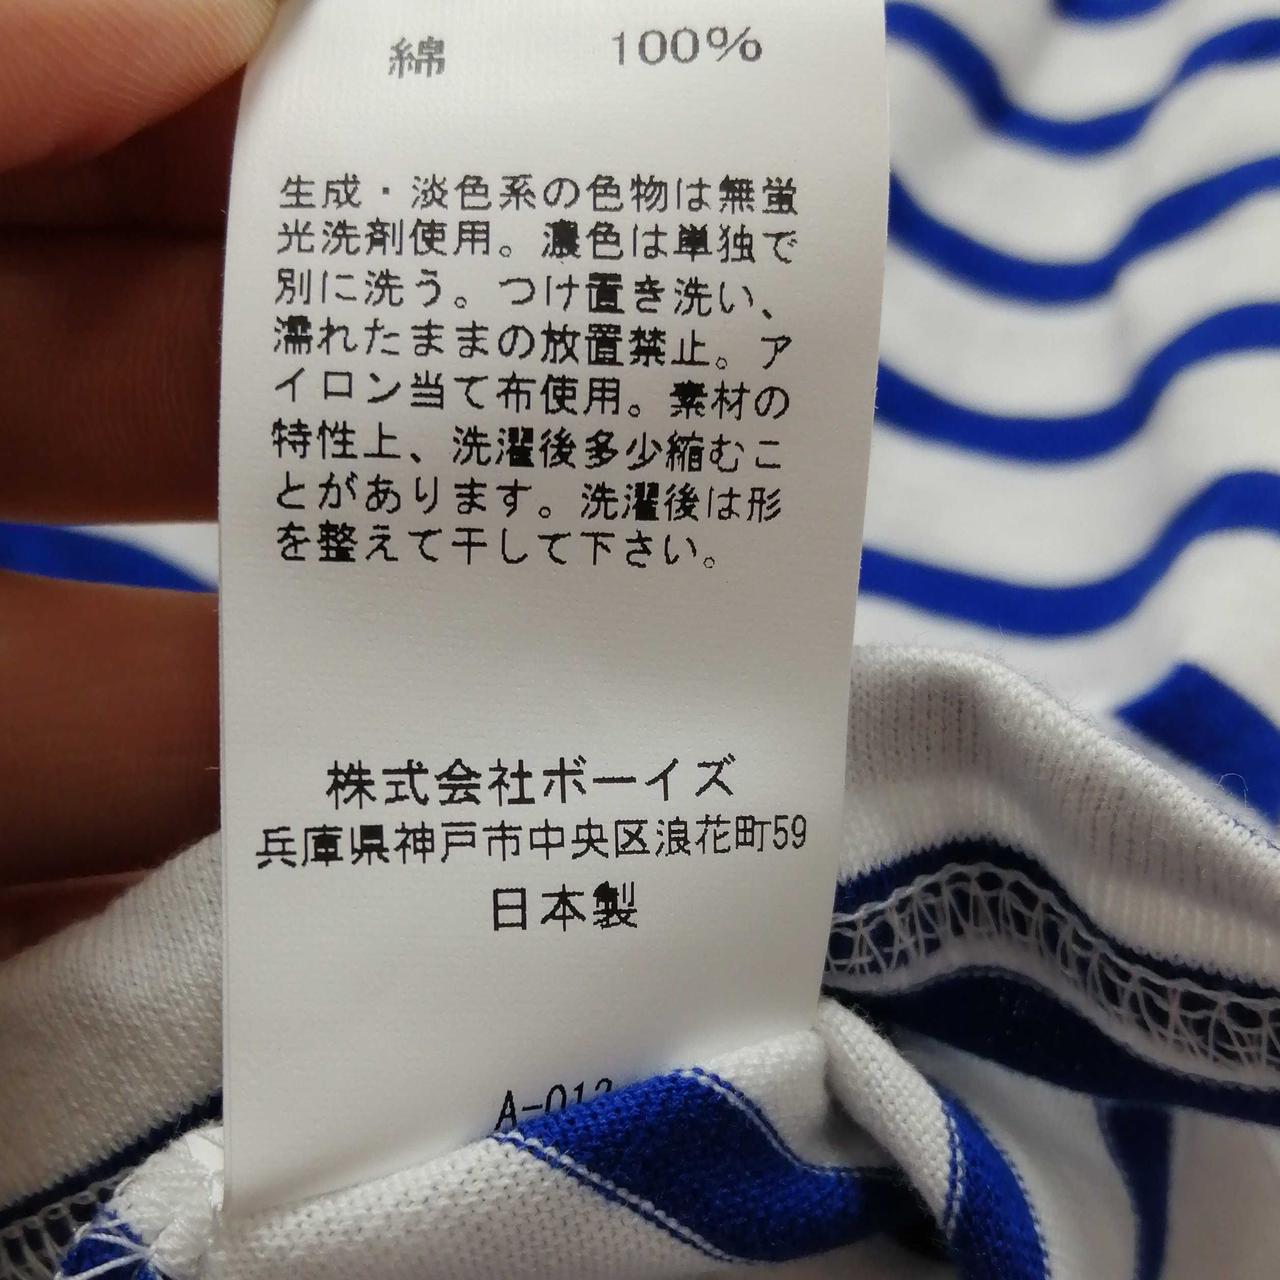 綿 100%
生成・淡色系の色物は無蛍
光洗剤使用。濃色は単独で
別に洗う。つけ置き洗い、
濡れたままの放置禁止。ア
イロン当て布使用。素材の
特性上、洗濯後多少縮むこ
とがあります。洗濯後は形
を整えて干して下さい。
株式会社ボーイズ
兵庫県神戸市中央区浪花町59
日本製